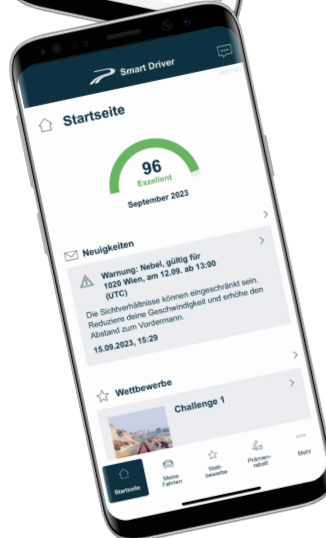 Smart Driver
Startseite
96
Exzellent
September 2023
Neuigkeiten
Warnung: Nebel, gültig für
1020 Wien, am 12.09. ab 13:00
(UTC)
Die Sichtverhältnisse können eingeschränkt sein.
Reduziere deine Geschwindigkeit und erhöhe den
Abstand zum Vordermann.
15.09.2023, 15:29
Wettbewerbe
Challenge 1
Startseite
Meine
Fahrten
Wett-
bewerbe
Prämien-
rabatt
Mehr